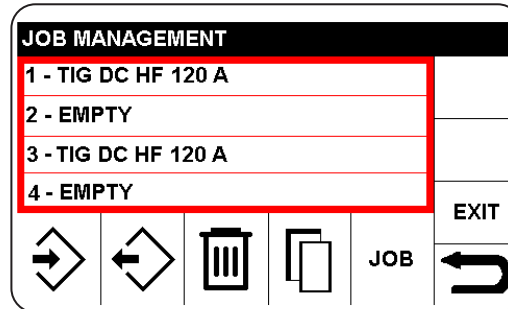 JOB MANAGEMENT
1 - TIG DC HF 120 A
2 - EMPTY
3 - TIG DC HF 120 A
4 - EMPTY
EXIT
JOB